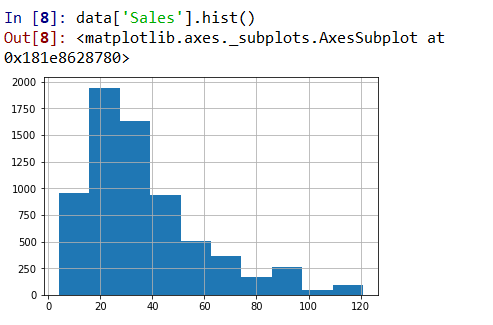 In [8]: data['Sales'].hist()
Out[8]: <matplotlib.axes._subplots.AxesSubplot at
0x181e8628780>
2000
1750
1500
1250
1000
750
500
250
0
0 20 40 60 80 100 120